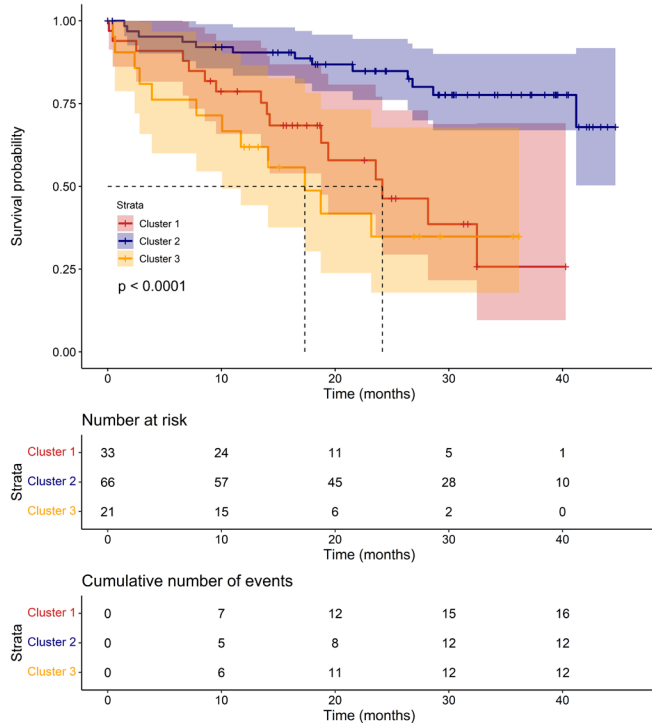 1.00
0.75
0.50
0.25
0.00
Survival probability
Strata
Cluster 1
Cluster 2
Cluster 3
p < 0.0001
0 10 20 30 40
Time (months)
Number at risk
Strata
Cluster 1 33 24 11 5 1
Cluster 2 66 57 45 28 10
Cluster 3 21 15 6 2 0
0 10 20 30 40
Time (months)
Cumulative number of events
Strata
Cluster 1 0 7 12 15 16
Cluster 2 0 5 8 12 12
Cluster 3 0 6 11 12 12
0 10 20 30 40
Time (months)